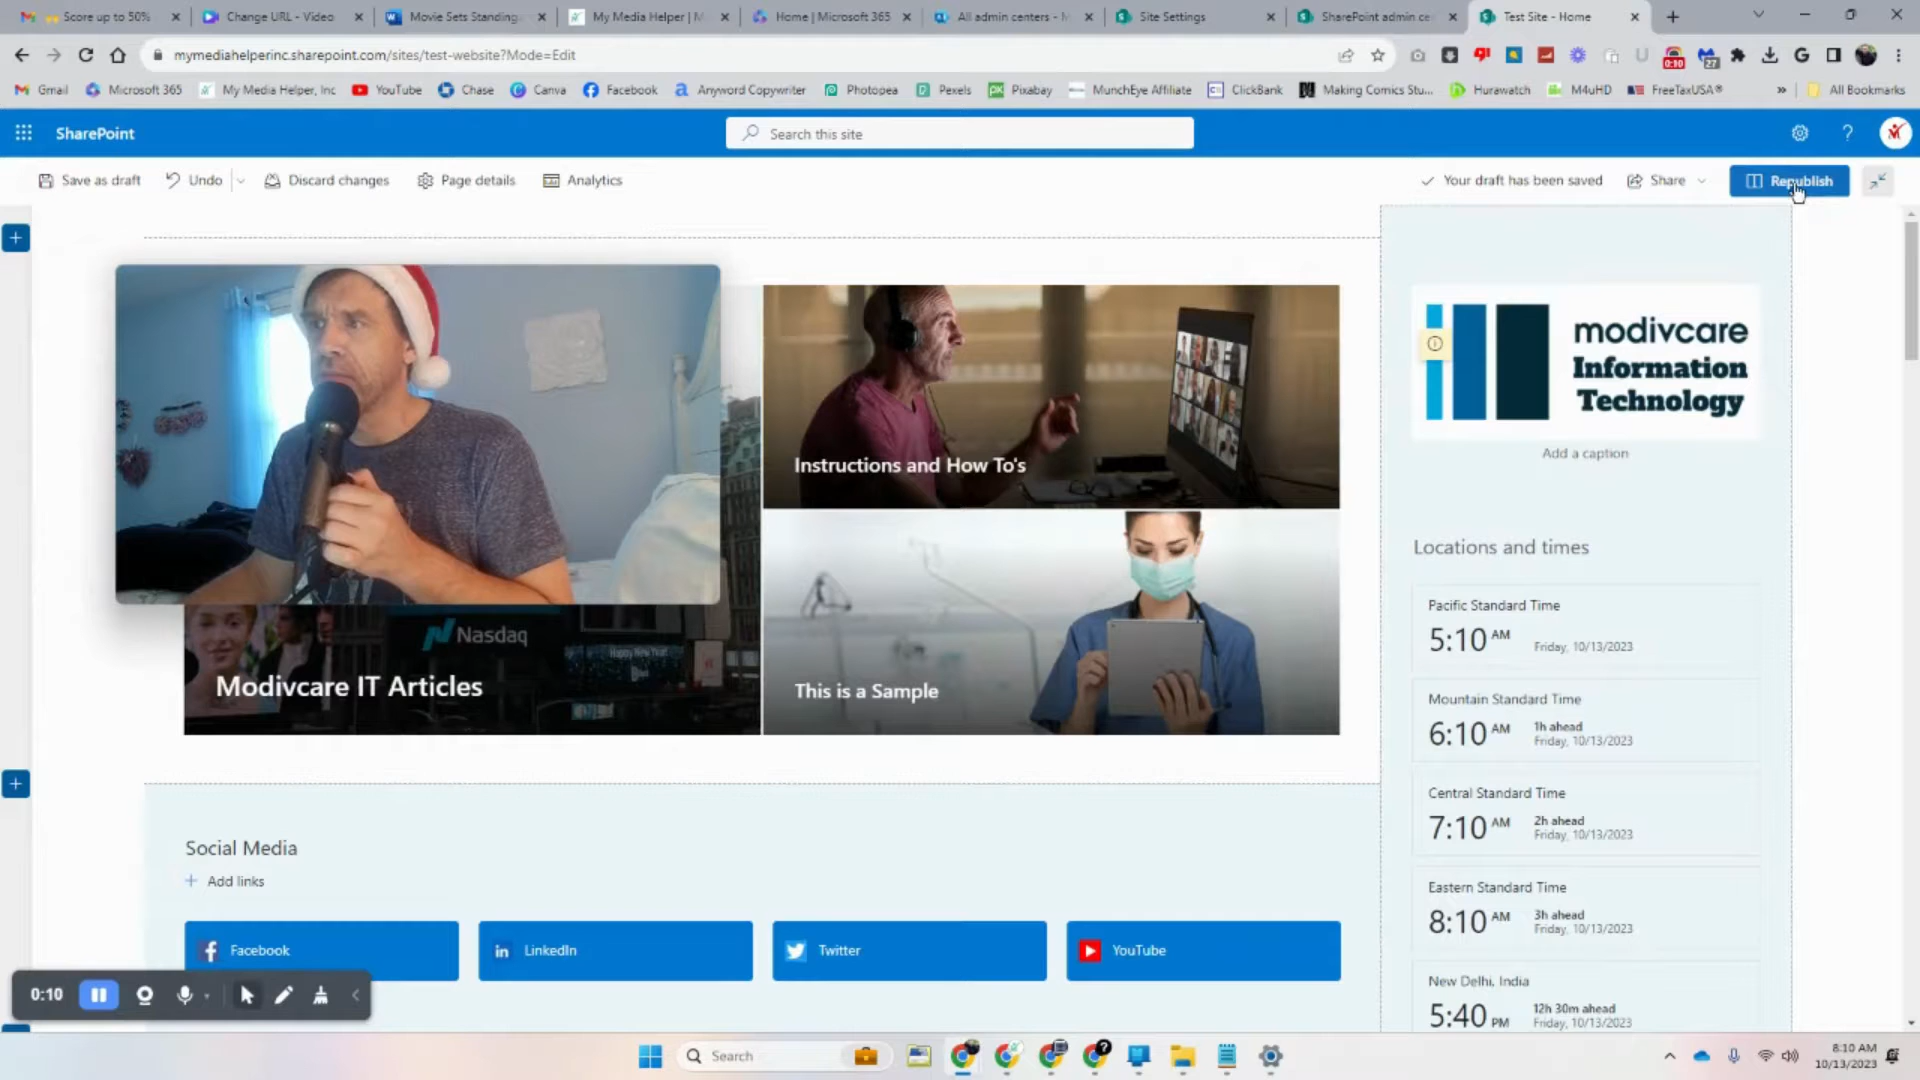 Score up to 50%
Change URL - Video
Movie Sets Standing
My Media Helper | M
Home | Microsoft 365
All admin centers - M
Site Settings
SharePoint admin ce
Test Site - Home
mymediahelperinc.sharepoint.com/sites/test-website?Mode=Edit
0:10
27
Gmail
Microsoft 365
My Media Helper, Inc
YouTube
Chase
Canva
Facebook
Anyword Copywriter
Photopea
Pexels
Pixabay
MunchEye Affiliate
ClickBank
Making Comics Stu...
Hurawatch
M4uHD
FreeTaxUSA®
All Bookmarks
SharePoint
Search this site
Save as draft
Undo
Discard changes
Page details
Analytics
Your draft has been saved
Share
Republish
Instructions and How To's
Nasdaq
Happy New Year
Modivcare IT Articles
This is a Sample
modivcare
Information
Technology
Add a caption
Locations and times
Pacific Standard Time
5:10 AM
Friday, 10/13/2023
Mountain Standard Time
6:10 AM
1h ahead
Friday, 10/13/2023
Central Standard Time
7:10 AM
2h ahead
Friday, 10/13/2023
Eastern Standard Time
8:10 AM
3h ahead
Friday, 10/13/2023
New Delhi, India
5:40 PM
12h 30m ahead
Friday, 10/13/2023
Social Media
Add links
Facebook
LinkedIn
Twitter
YouTube
0:10
Search
8:10 AM
10/13/2023